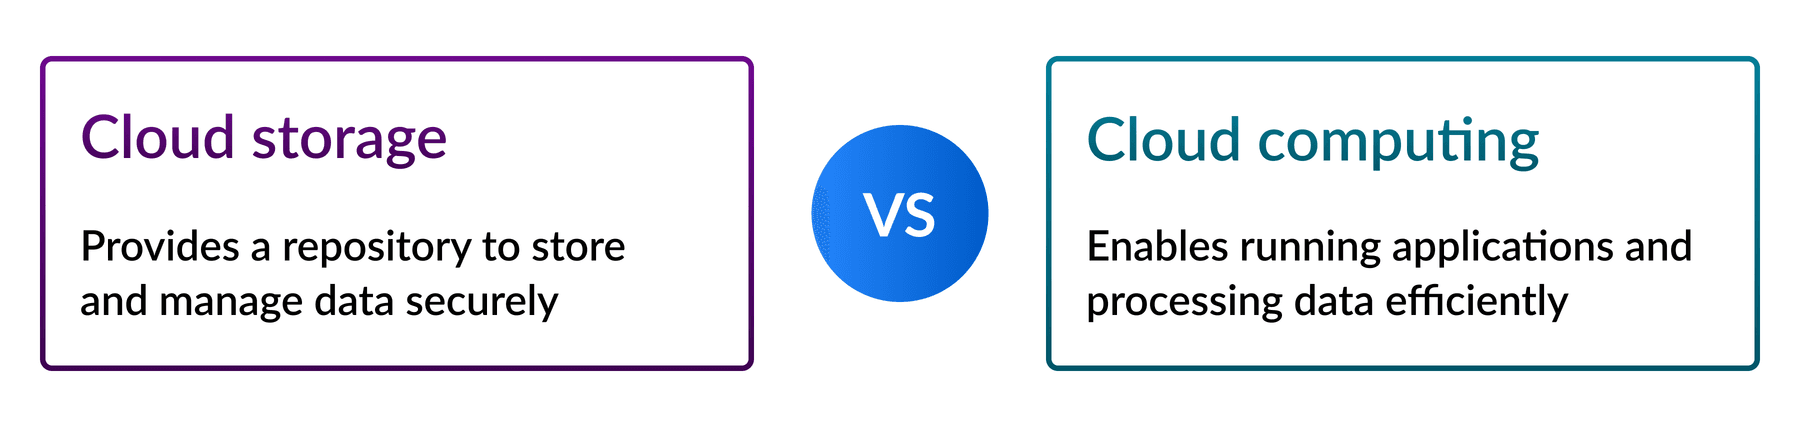 Cloud storage
Provides a repository to store
and manage data securely
VS
Cloud computing
Enables running applications and
processing data efficiently